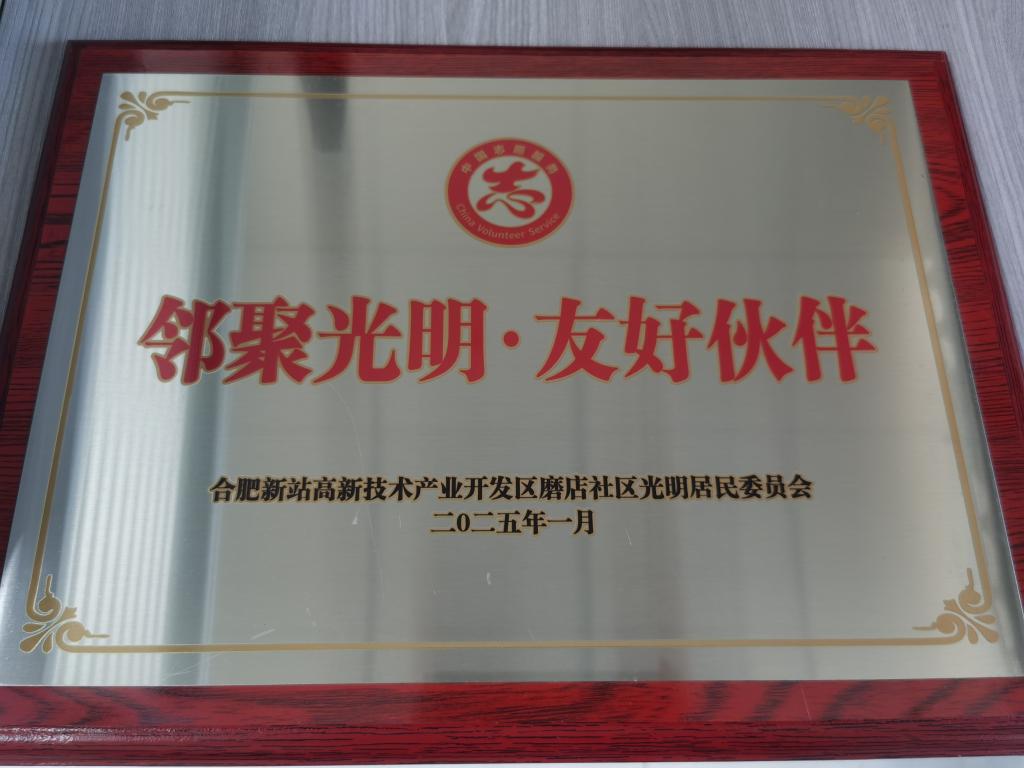 中国志愿服务
志
China Volunteer Service
邻聚光明·友好伙伴
合肥新站高新技术产业开发区磨店社区光明居民委员会
二〇二五年一月